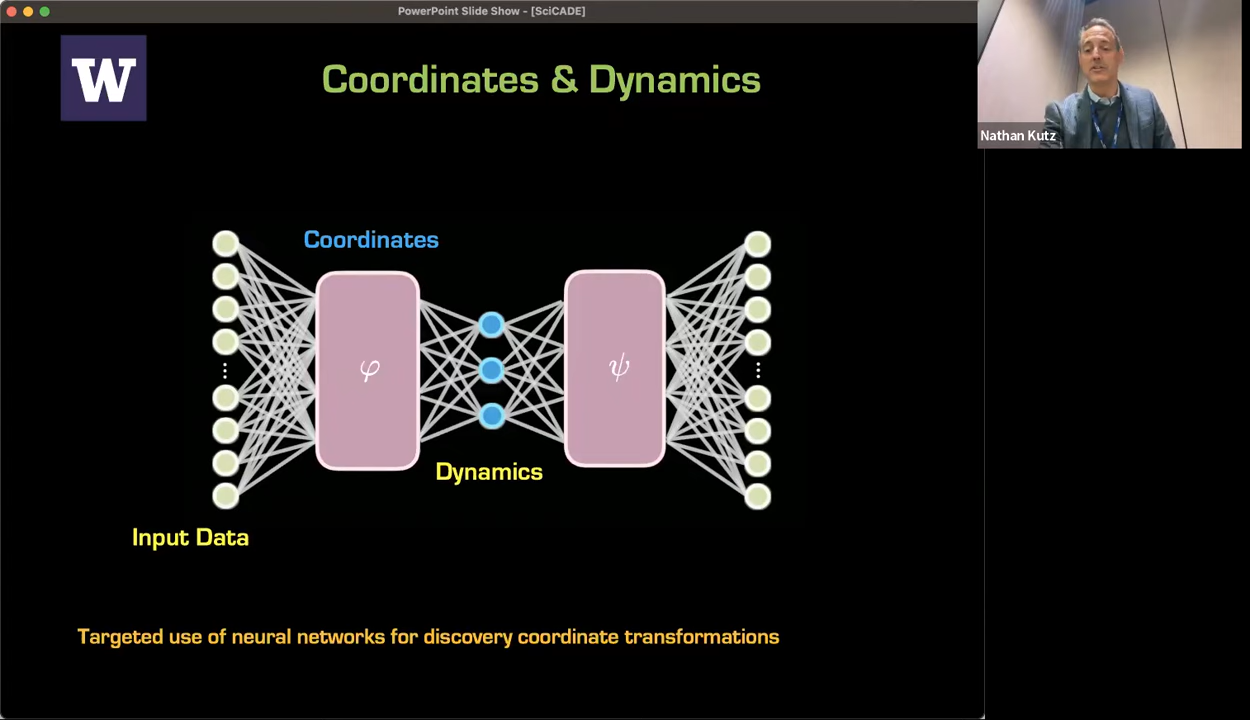 PowerPoint Slide Show - [SciCADE]
W
Coordinates & Dynamics
Nathan Kutz
Coordinates
φ
ψ
Dynamics
Input Data
Targeted use of neural networks for discovery coordinate transformations